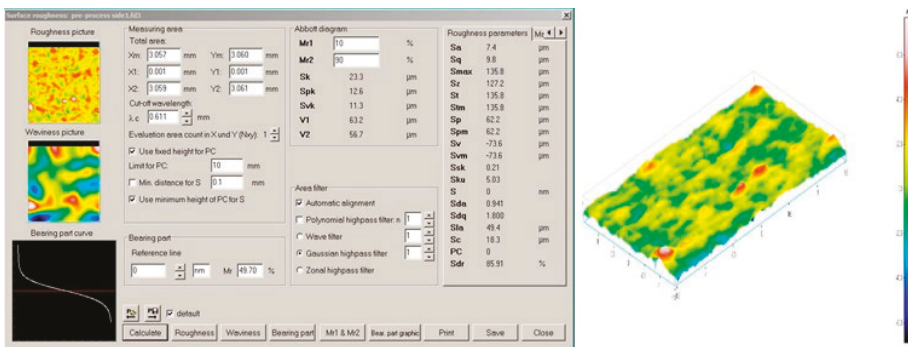 Surface roughness: pre-process side1.fd3
Roughness picture
Waviness picture
Bearing part curve
Measuring area
Total area:
Xm: 3.057 mm Ym: 3.060 mm
X1: 0.001 mm Y1: 0.001 mm
X2: 3.059 mm Y2: 3.061 mm
Cut-off wavelength:
λ c 0.611 mm
Evaluation area count in X und Y (Nxy): 1
Use fixed height for PC
Limit for PC: 10 mm
Min. distance for S 0.1 mm
Use minimum height of PC for S
Bearing part
Reference line
0 nm Mr 49.70 %
default
Abbott diagram
Mr1 10 %
Mr2 90 %
Sk 23.3 µm
Spk 12.6 µm
Svk 11.3 µm
V1 63.2 µm
V2 56.7 µm
Area filter
Automatic alignment
Polynomial highpass filter: n 1
Wave filter 1
Gaussian highpass filter 1
Zonal highpass filter
Roughness parameters
Sa 7.4 µm
Sq 9.8 µm
Smax 135.8 µm
Sz 127.2 µm
St 135.8 µm
Stm 135.8 µm
Sp 62.2 µm
Spm 62.2 µm
Sv -73.6 µm
Svm -73.6 µm
Ssk 0.21
Sku 5.03
S 0 nm
Sda 0.941
Sdq 1.800
Sla 49.4 µm
Sc 18.3 µm
PC 0
Sdr 85.91 %
Calculate Roughness Waviness Bearing part Mr1 & Mr2 Bear. part graphic Print Save Close